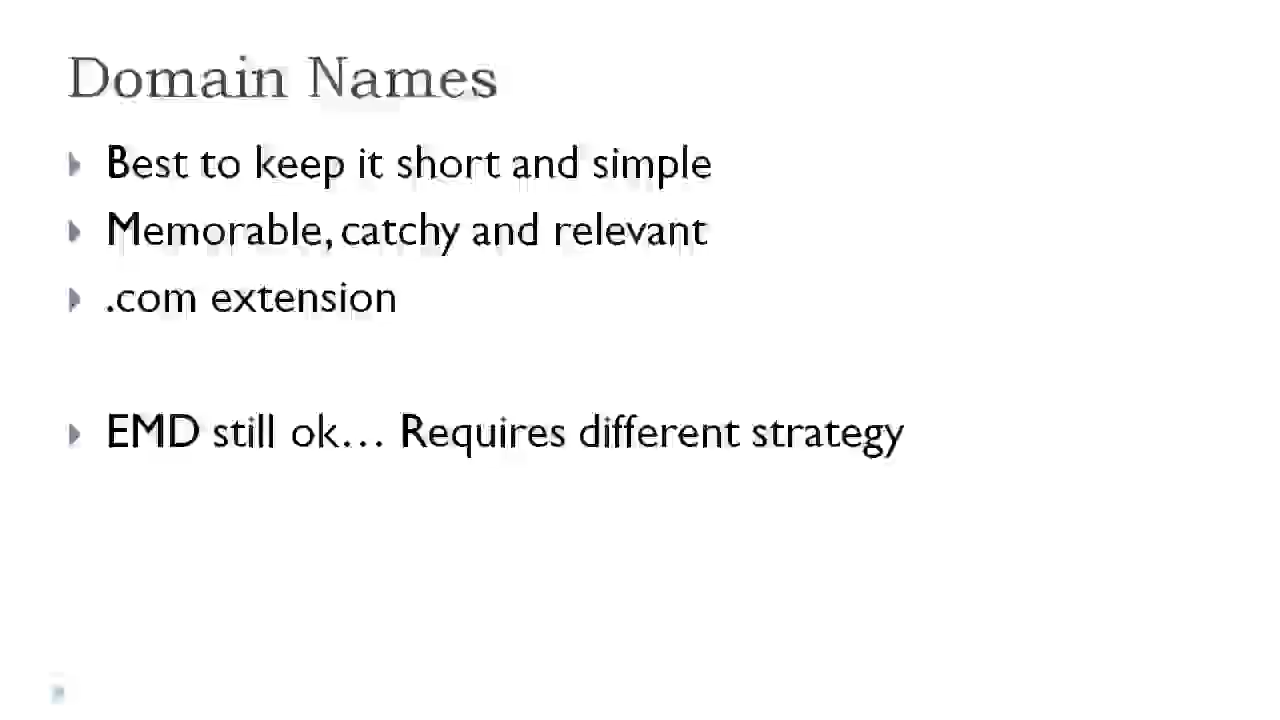 Domain Names
Best to keep it short and simple
Memorable, catchy and relevant
.com extension
EMD still ok… Requires different strategy